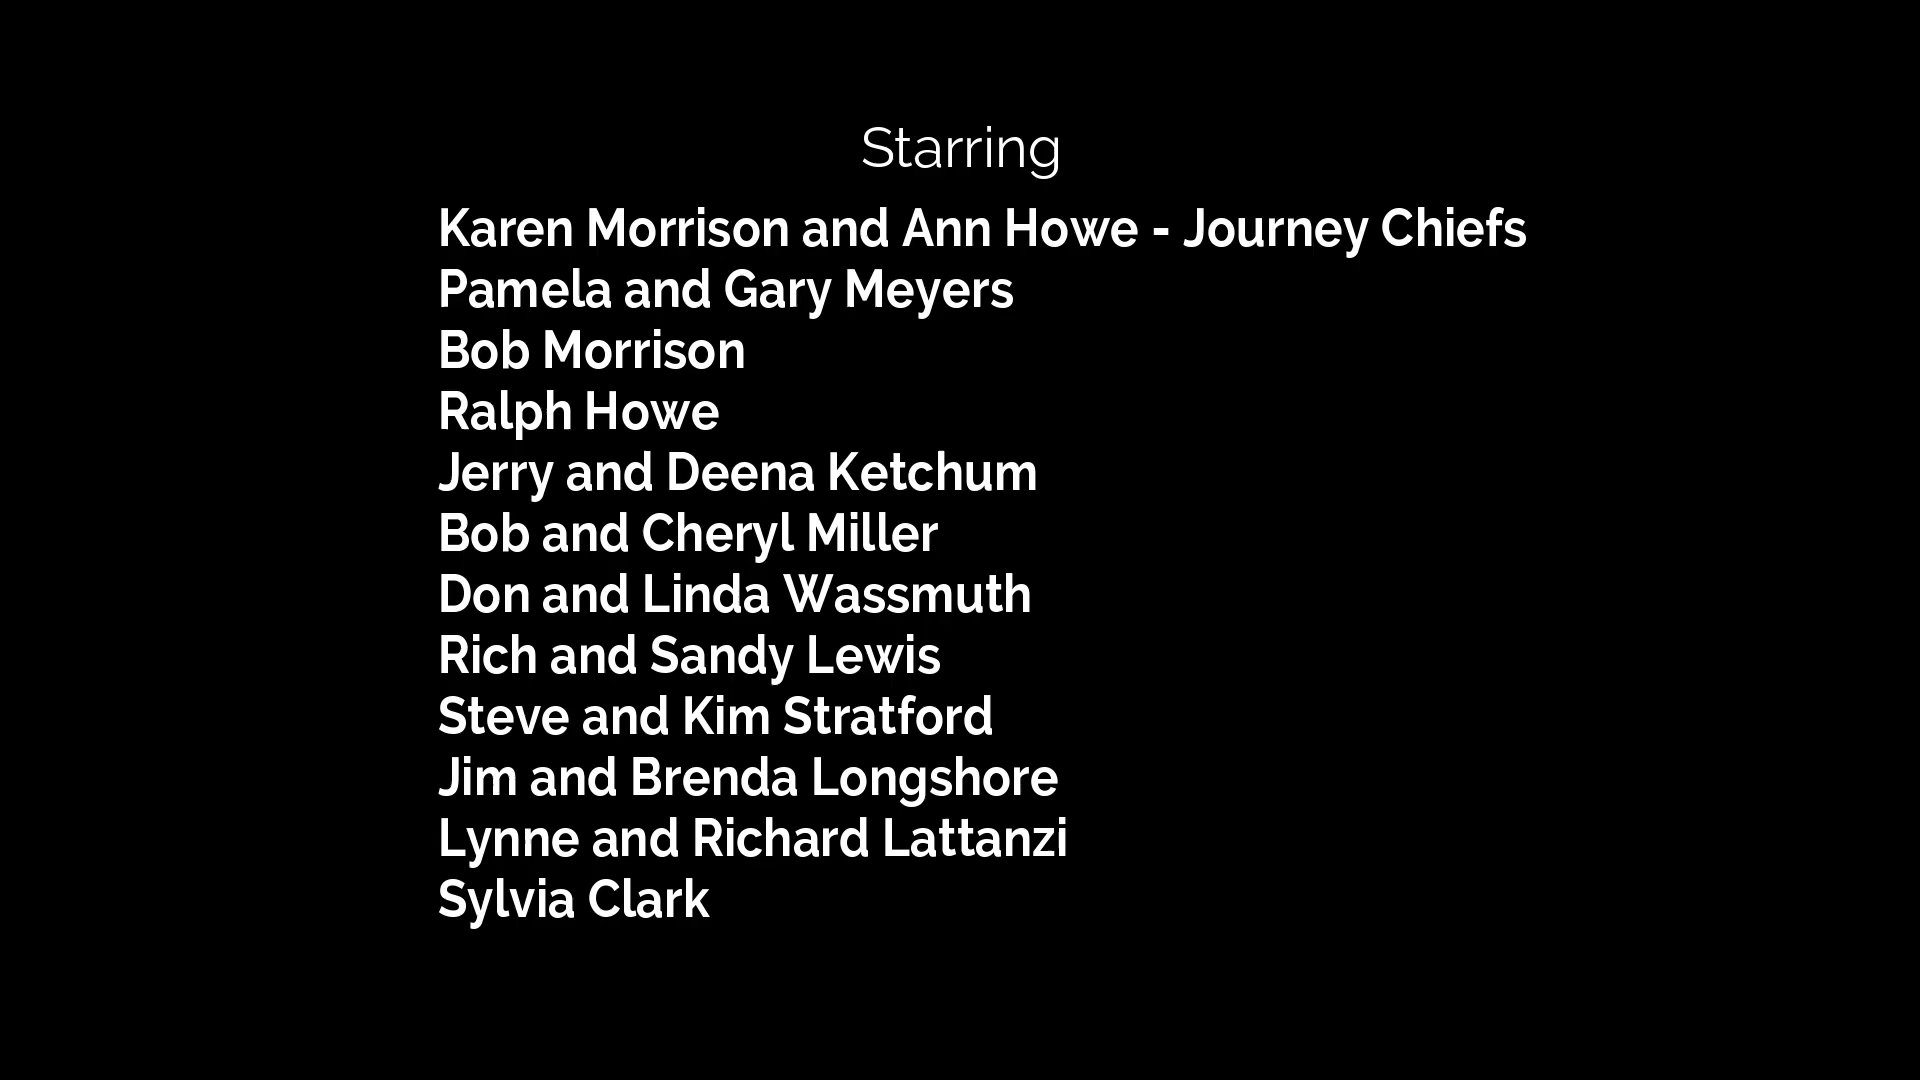 Starring
Karen Morrison and Ann Howe - Journey Chiefs
Pamela and Gary Meyers
Bob Morrison
Ralph Howe
Jerry and Deena Ketchum
Bob and Cheryl Miller
Don and Linda Wassmuth
Rich and Sandy Lewis
Steve and Kim Stratford
Jim and Brenda Longshore
Lynne and Richard Lattanzi
Sylvia Clark